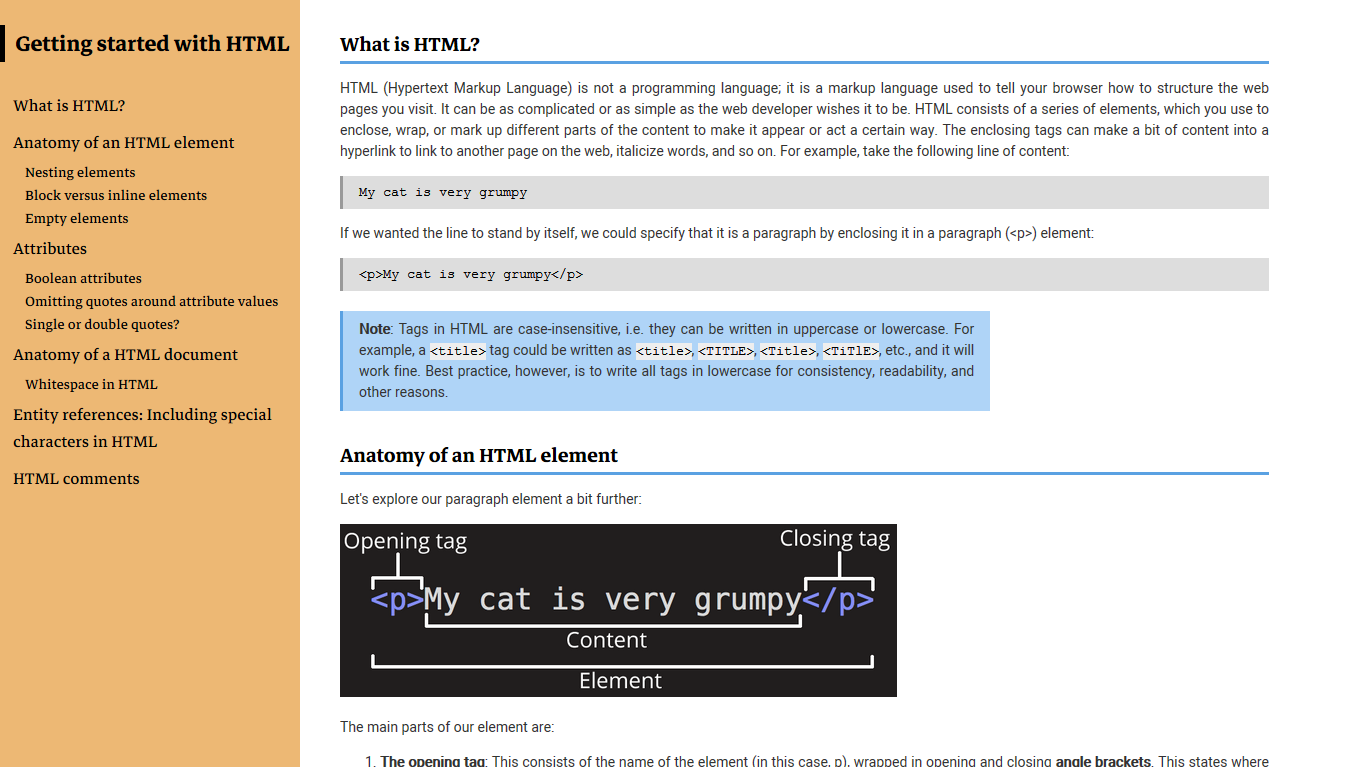 Getting started with HTML
What is HTML?
Anatomy of an HTML element
Nesting elements
Block versus inline elements
Empty elements
Attributes
Boolean attributes
Omitting quotes around attribute values
Single or double quotes?
Anatomy of a HTML document
Whitespace in HTML
Entity references: Including special
characters in HTML
HTML comments
What is HTML?
HTML (Hypertext Markup Language) is not a programming language; it is a markup language used to tell your browser how to structure the web
pages you visit. It can be as complicated or as simple as the web developer wishes it to be. HTML consists of a series of elements, which you use to
enclose, wrap, or mark up different parts of the content to make it appear or act a certain way. The enclosing tags can make a bit of content into a
hyperlink to link to another page on the web, italicize words, and so on. For example, take the following line of content:
My cat is very grumpy
If we wanted the line to stand by itself, we could specify that it is a paragraph by enclosing it in a paragraph (<p>) element:
<p>My cat is very grumpy</p>
Note: Tags in HTML are case-insensitive, i.e. they can be written in uppercase or lowercase. For
example, a <title> tag could be written as <title>, <TITLE>, <Title>, <TiTlE>, etc., and it will
work fine. Best practice, however, is to write all tags in lowercase for consistency, readability, and
other reasons.
Anatomy of an HTML element
Let's explore our paragraph element a bit further:
Opening tag
Closing tag
<p>My cat is very grumpy</p>
Content
Element
The main parts of our element are:
1. The opening tag: This consists of the name of the element (in this case, p), wrapped in opening and closing angle brackets. This states where